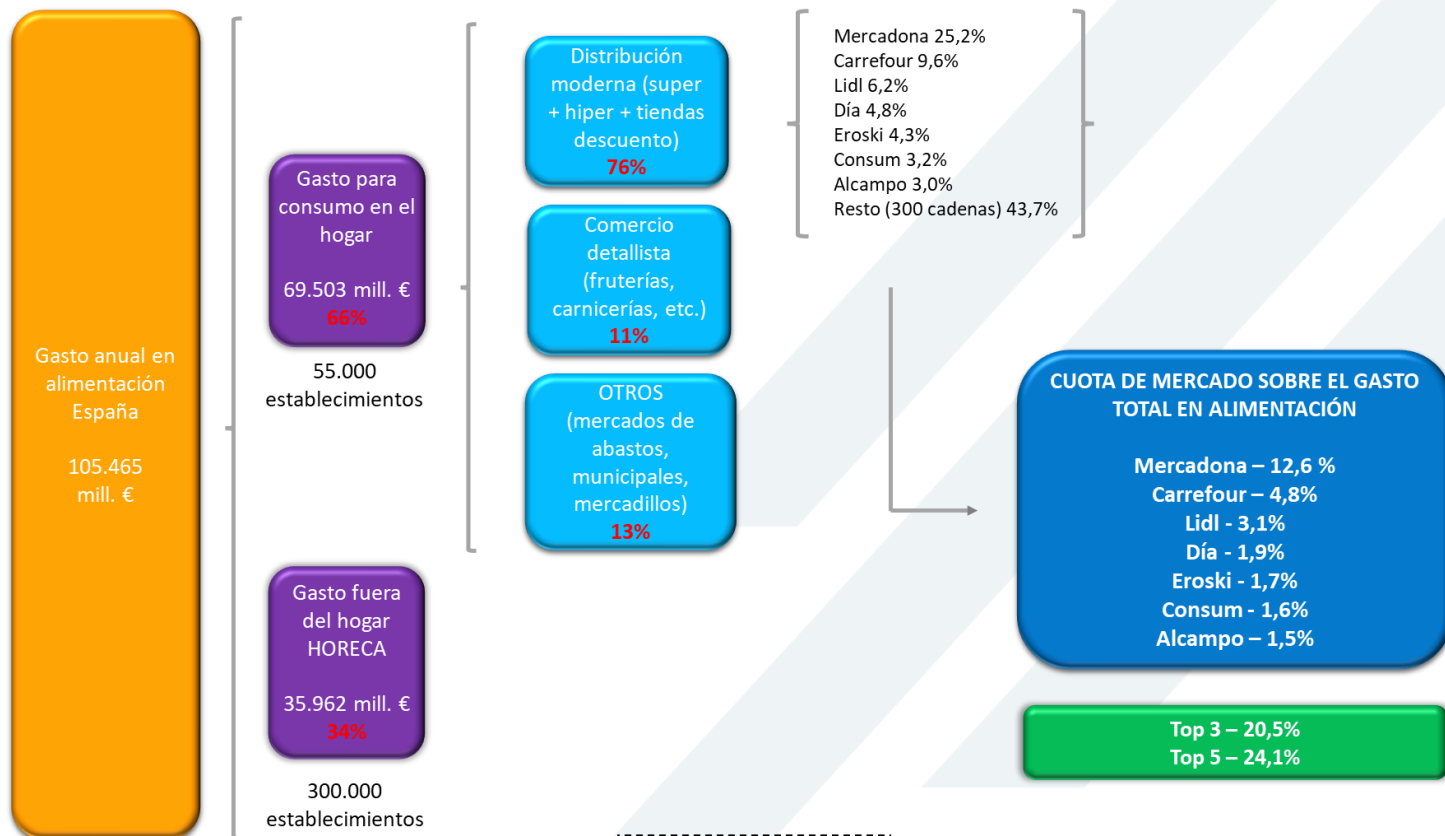 Gasto anual en
alimentación
España
105.465
mill. €
Gasto para
consumo en el
hogar
69.503 mill. €
66%
55.000
establecimientos
Gasto fuera
del hogar
HORECA
35.962 mill. €
34%
300.000
establecimientos
Distribución
moderna (super
+ hiper + tiendas
descuento)
76%
Comercio
detallista
(fruterías,
carnicerías, etc.)
11%
OTROS
(mercados de
abastos,
municipales,
mercadillos)
13%
Mercadona 25,2%
Carrefour 9,6%
Lidl 6,2%
Día 4,8%
Eroski 4,3%
Consum 3,2%
Alcampo 3,0%
Resto (300 cadenas) 43,7%
CUOTA DE MERCADO SOBRE EL GASTO
TOTAL EN ALIMENTACIÓN
Mercadona – 12,6 %
Carrefour – 4,8%
Lidl - 3,1%
Día - 1,9%
Eroski - 1,7%
Consum - 1,6%
Alcampo – 1,5%
Top 3 – 20,5%
Top 5 – 24,1%